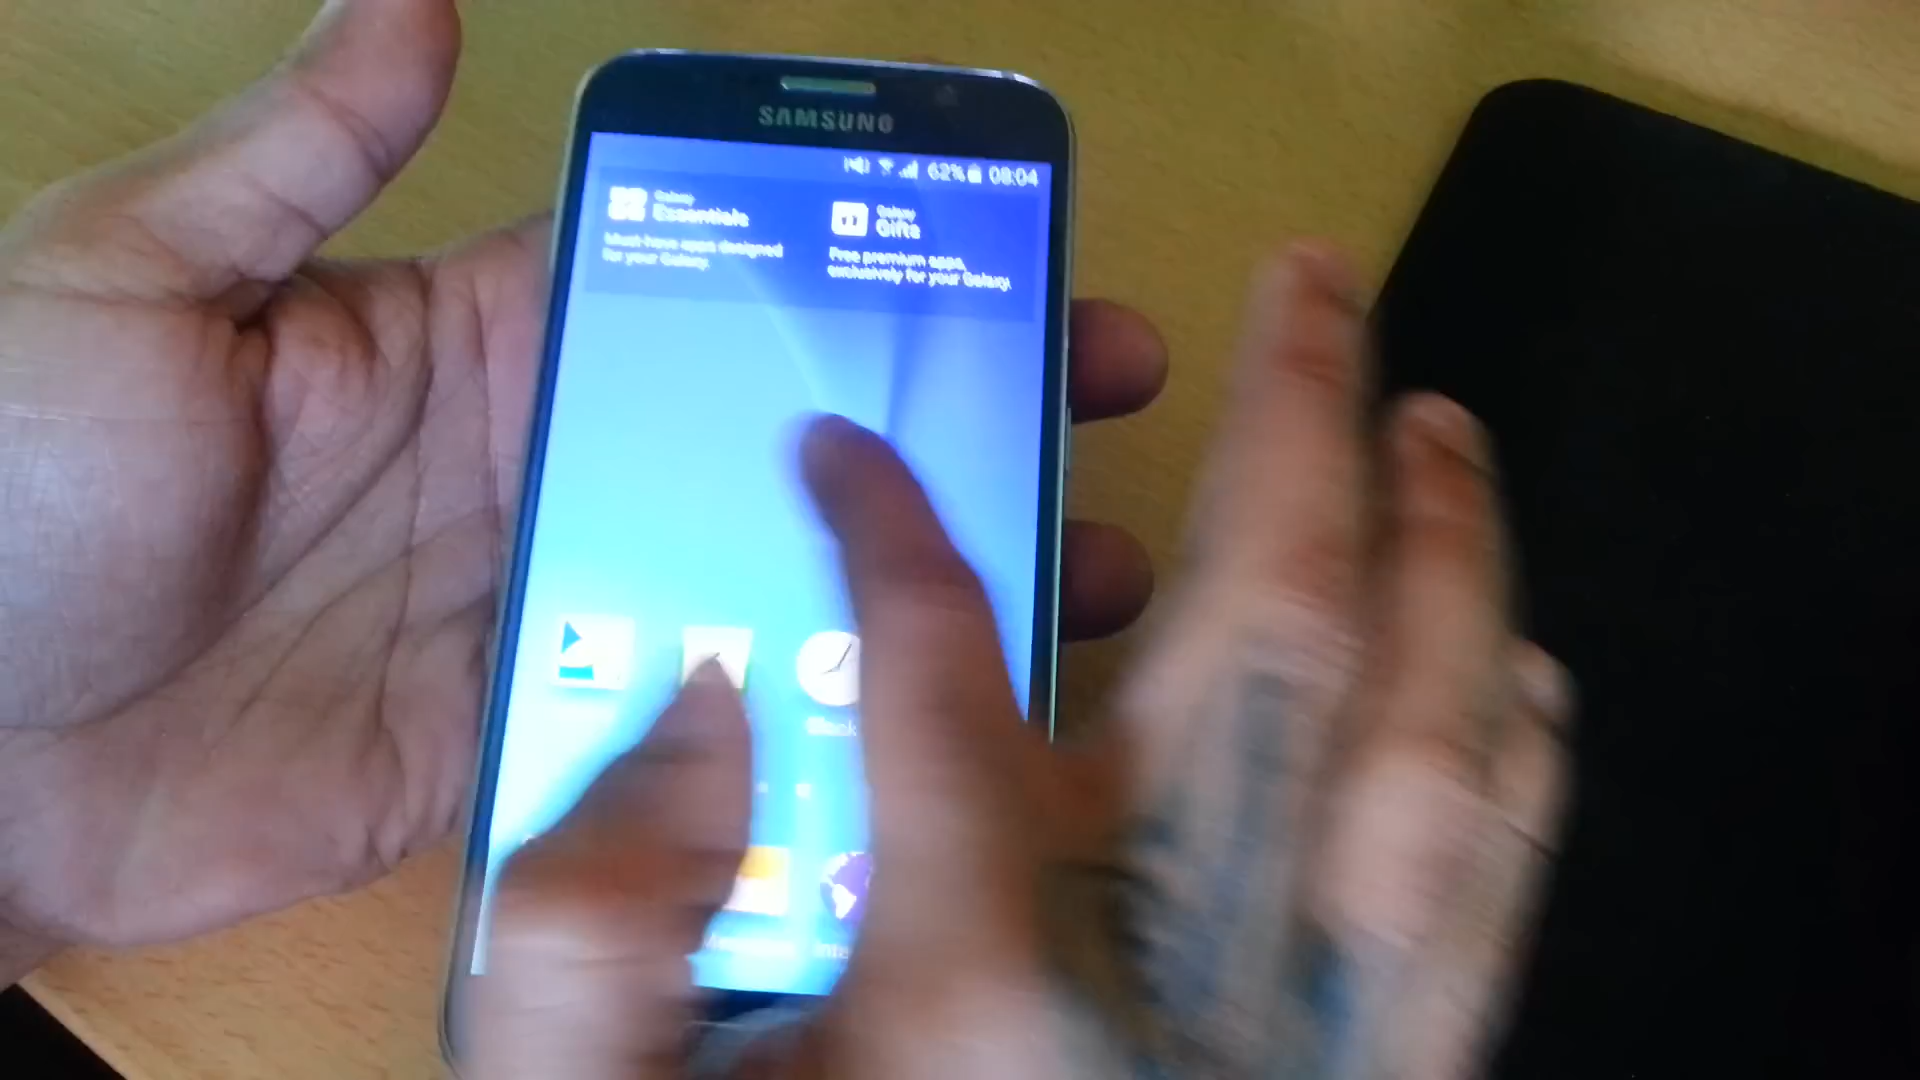 SAMSUNG
62% 08:04
Galaxy
Essentials
Must-have apps designed
for your Galaxy.
Galaxy
Gifts
Free premium apps,
exclusively for your Galaxy.
Clock